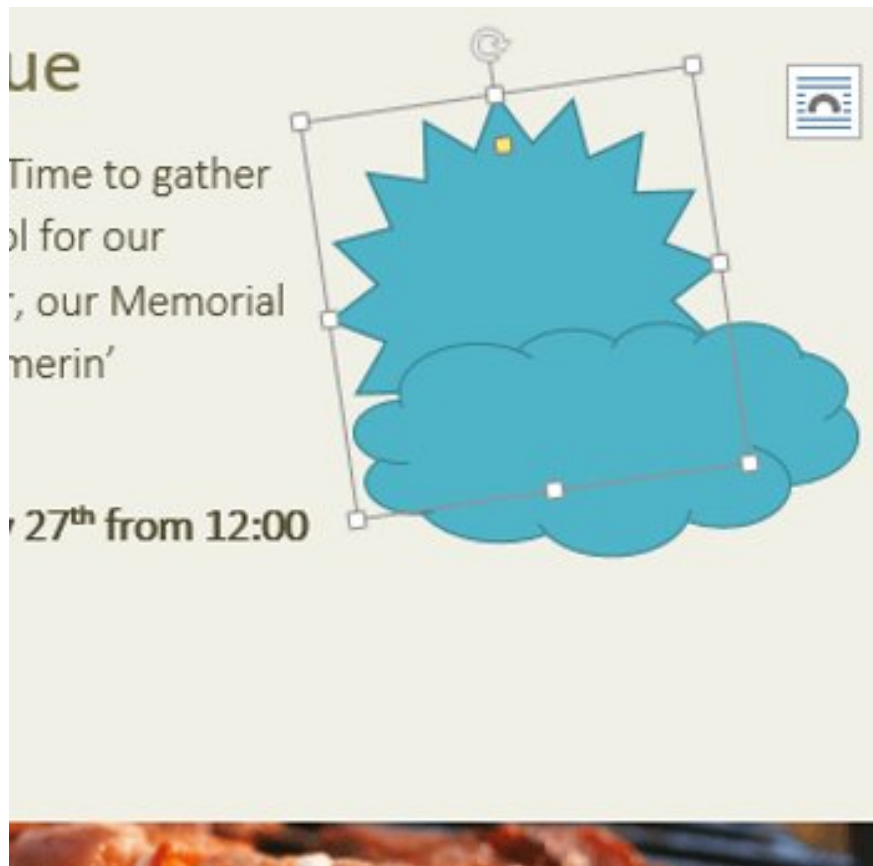 ue
Time to gather
ol for our
r, our Memorial
merin’
y 27th from 12:00